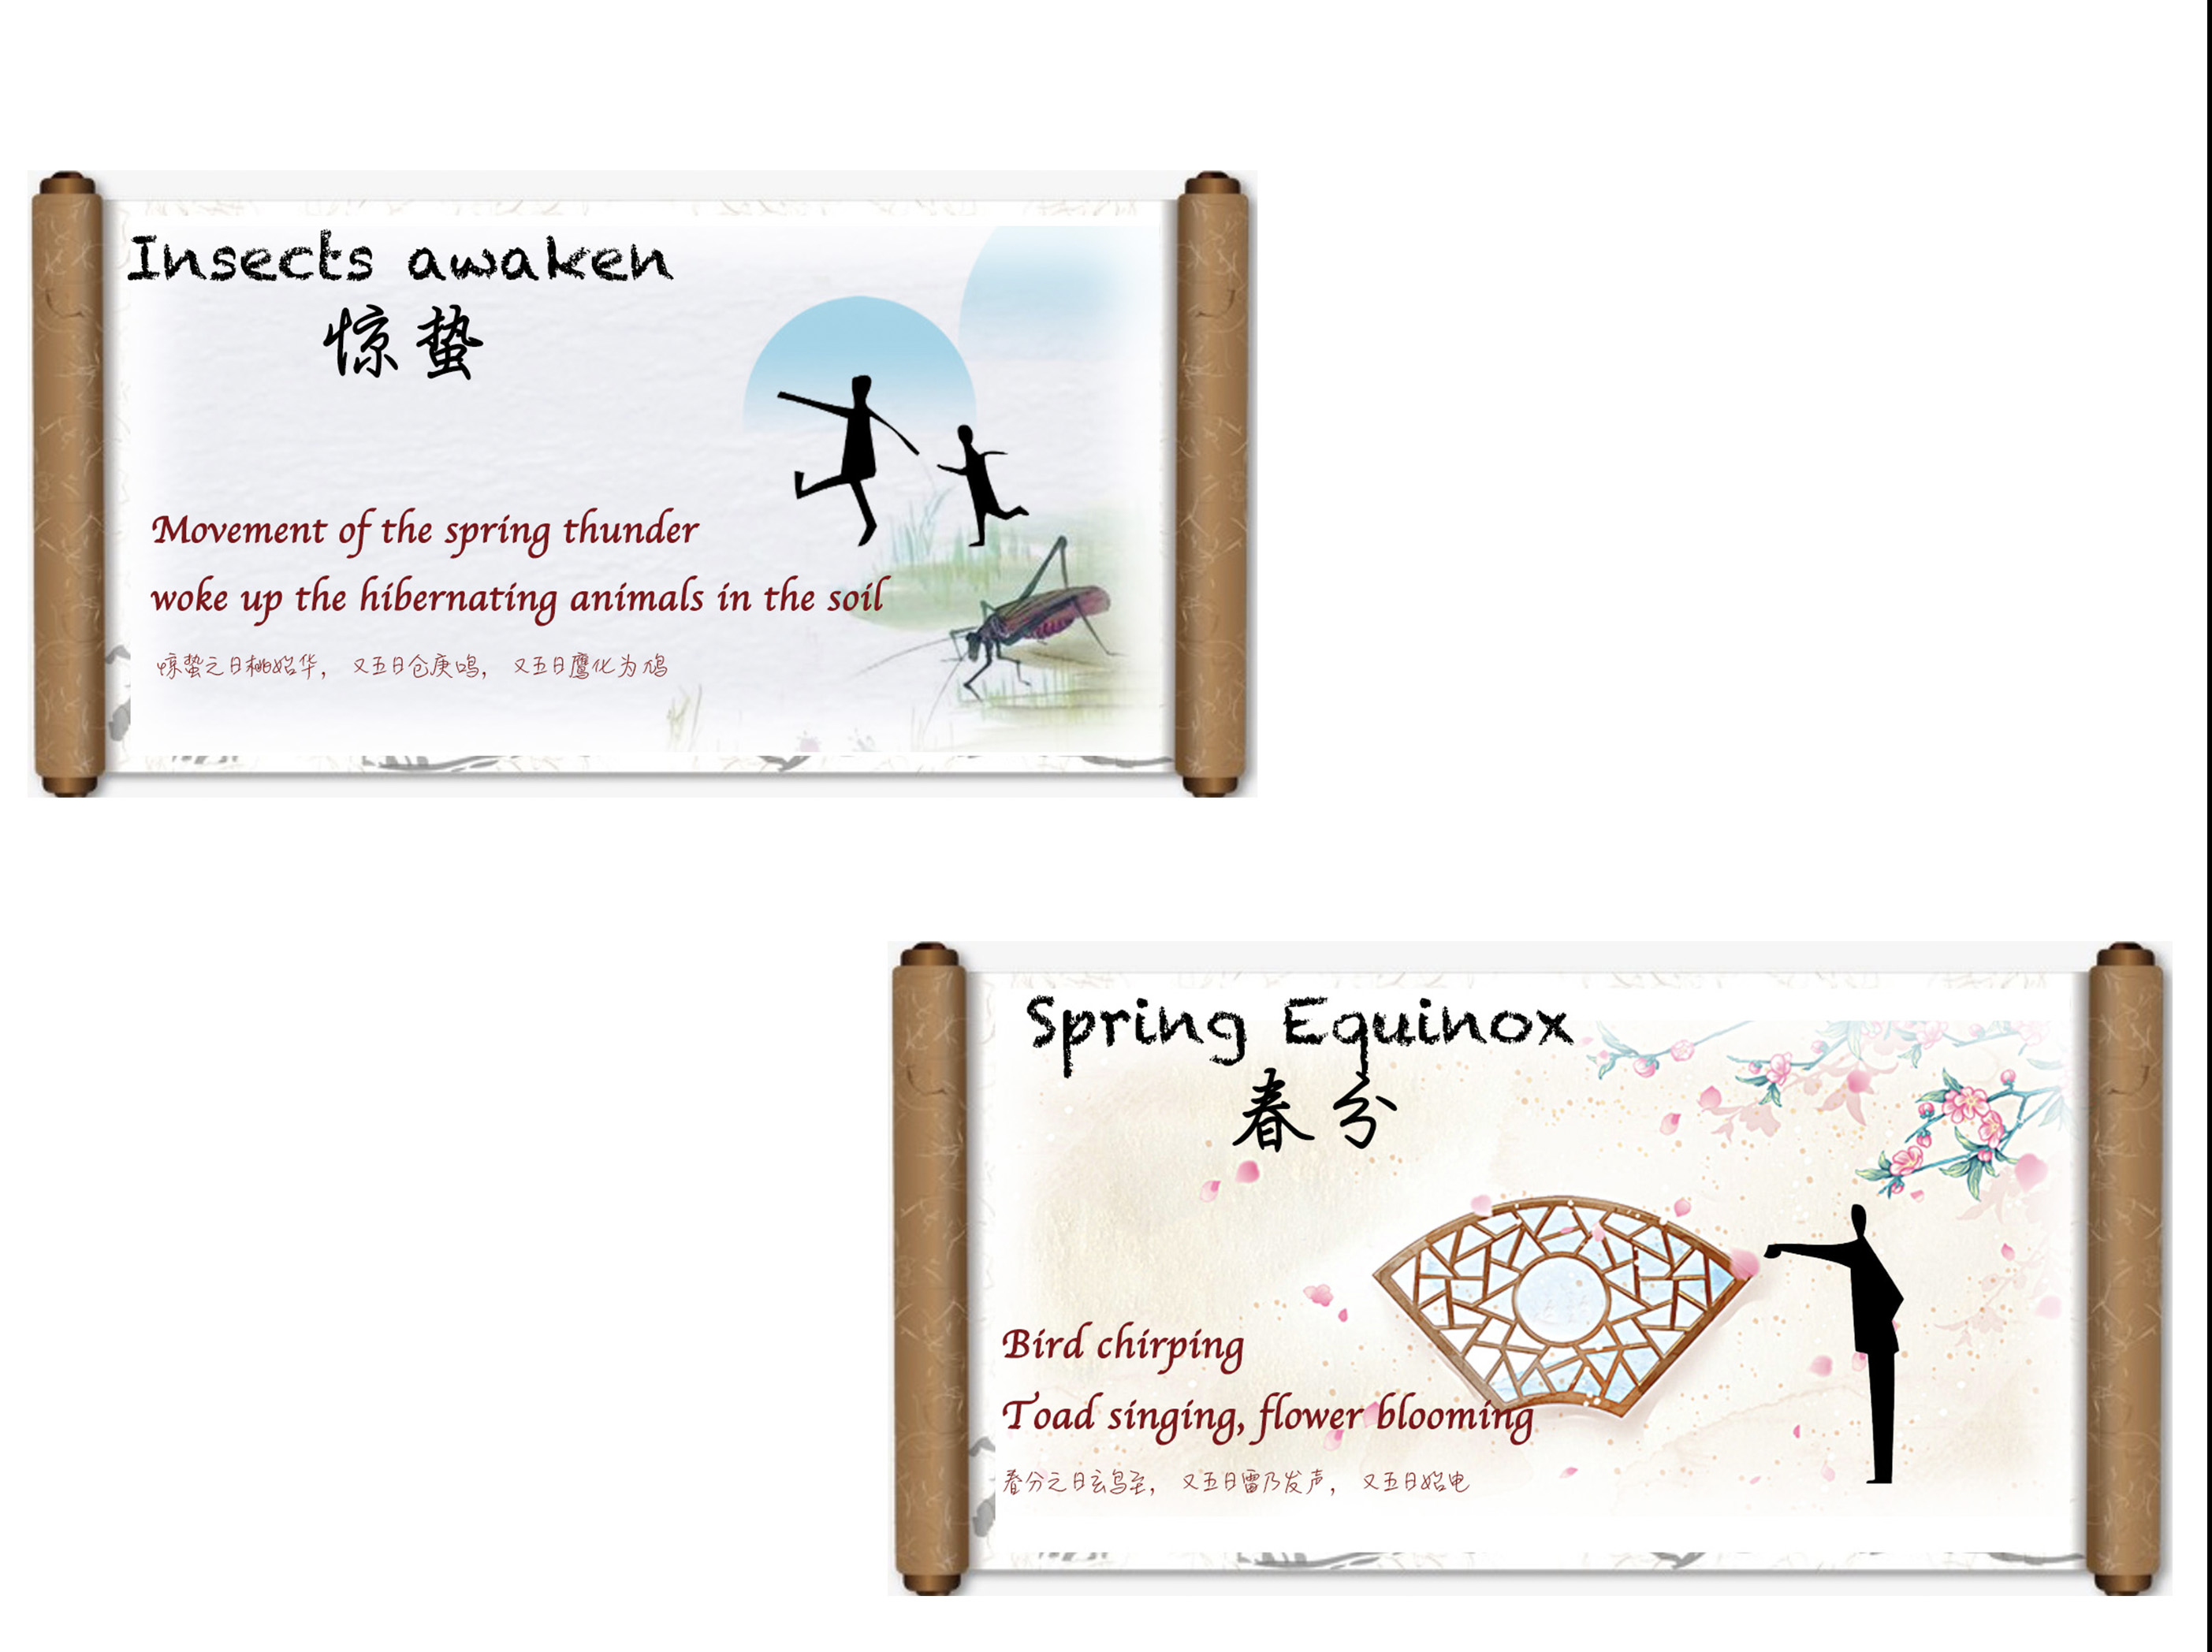 Insects awaken
惊蛰
Movement of the spring thunder
woke up the hibernating animals in the soil
惊蛰之日桃始华， 又五日仓庚鸣， 又五日鹰化为鸠
Spring Equinox
春分
Bird chirping
Toad singing, flower blooming
春分之日玄鸟至， 又五日雷乃发声， 又五日始电